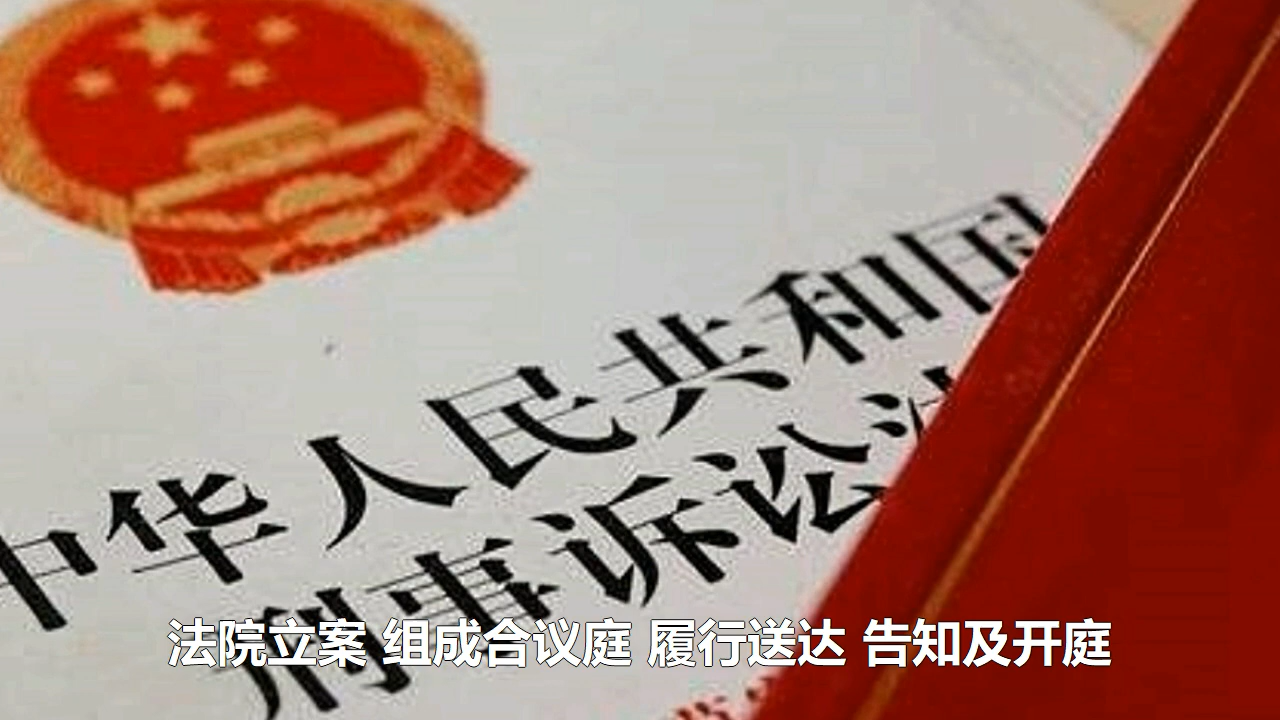 中华人民共和国
刑事诉讼法
法院立案 组成合议庭 履行送达 告知及开庭